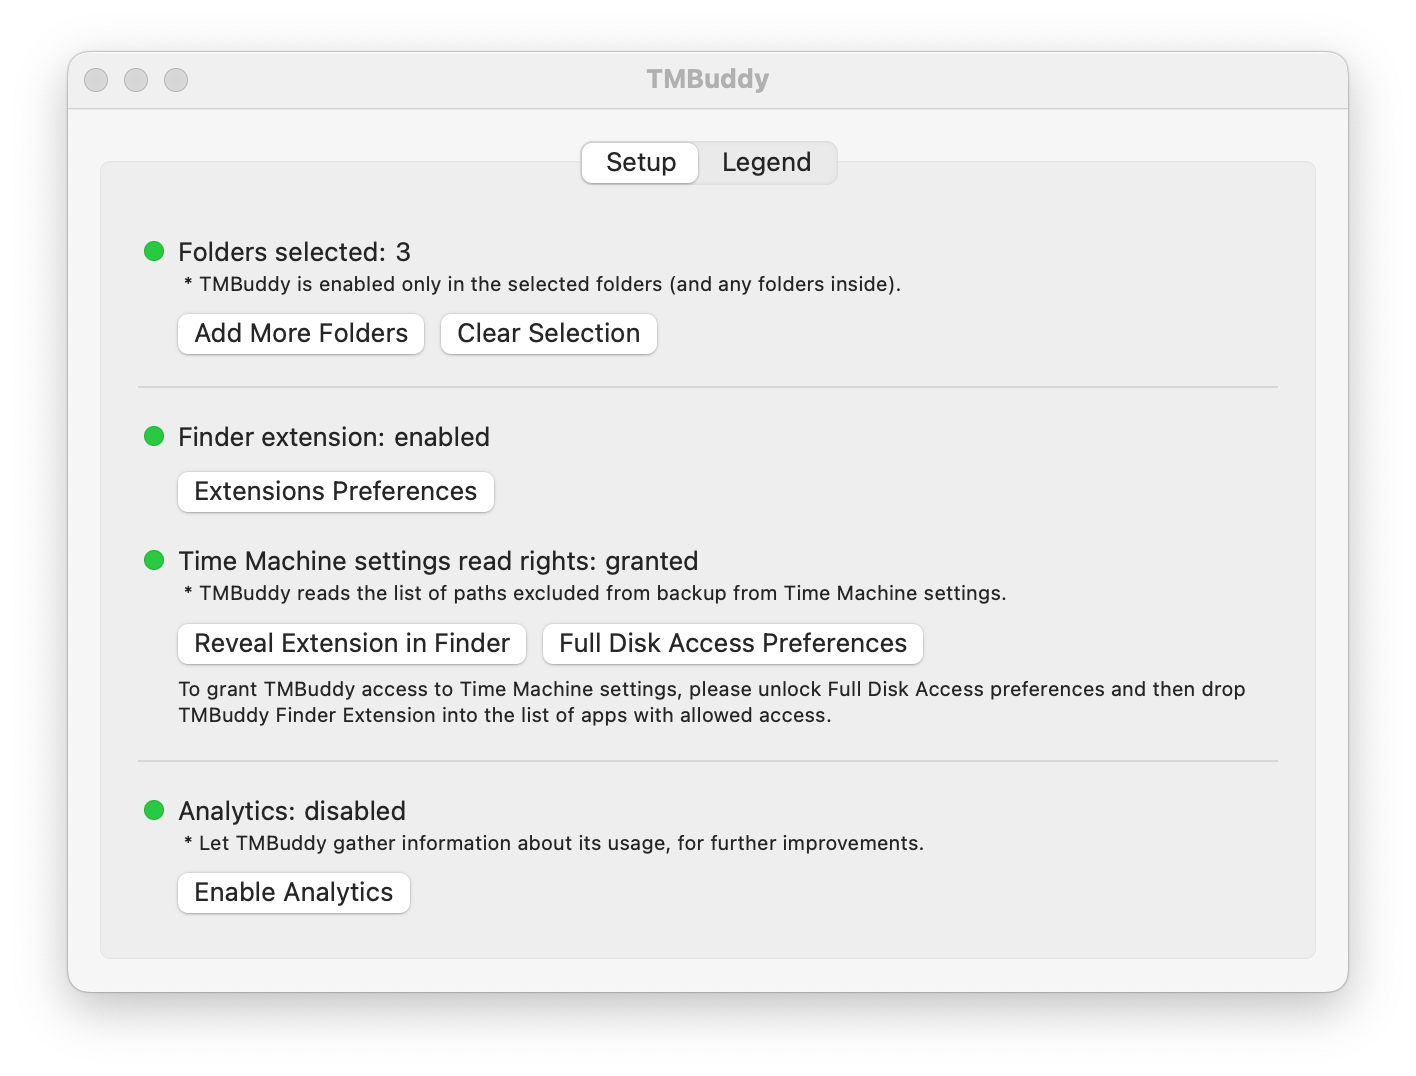 TMBuddy
Setup Legend
Folders selected: 3
* TMBuddy is enabled only in the selected folders (and any folders inside).
Add More Folders Clear Selection
Finder extension: enabled
Extensions Preferences
Time Machine settings read rights: granted
* TMBuddy reads the list of paths excluded from backup from Time Machine settings.
Reveal Extension in Finder Full Disk Access Preferences
To grant TMBuddy access to Time Machine settings, please unlock Full Disk Access preferences and then drop
TMBuddy Finder Extension into the list of apps with allowed access.
Analytics: disabled
* Let TMBuddy gather information about its usage, for further improvements.
Enable Analytics